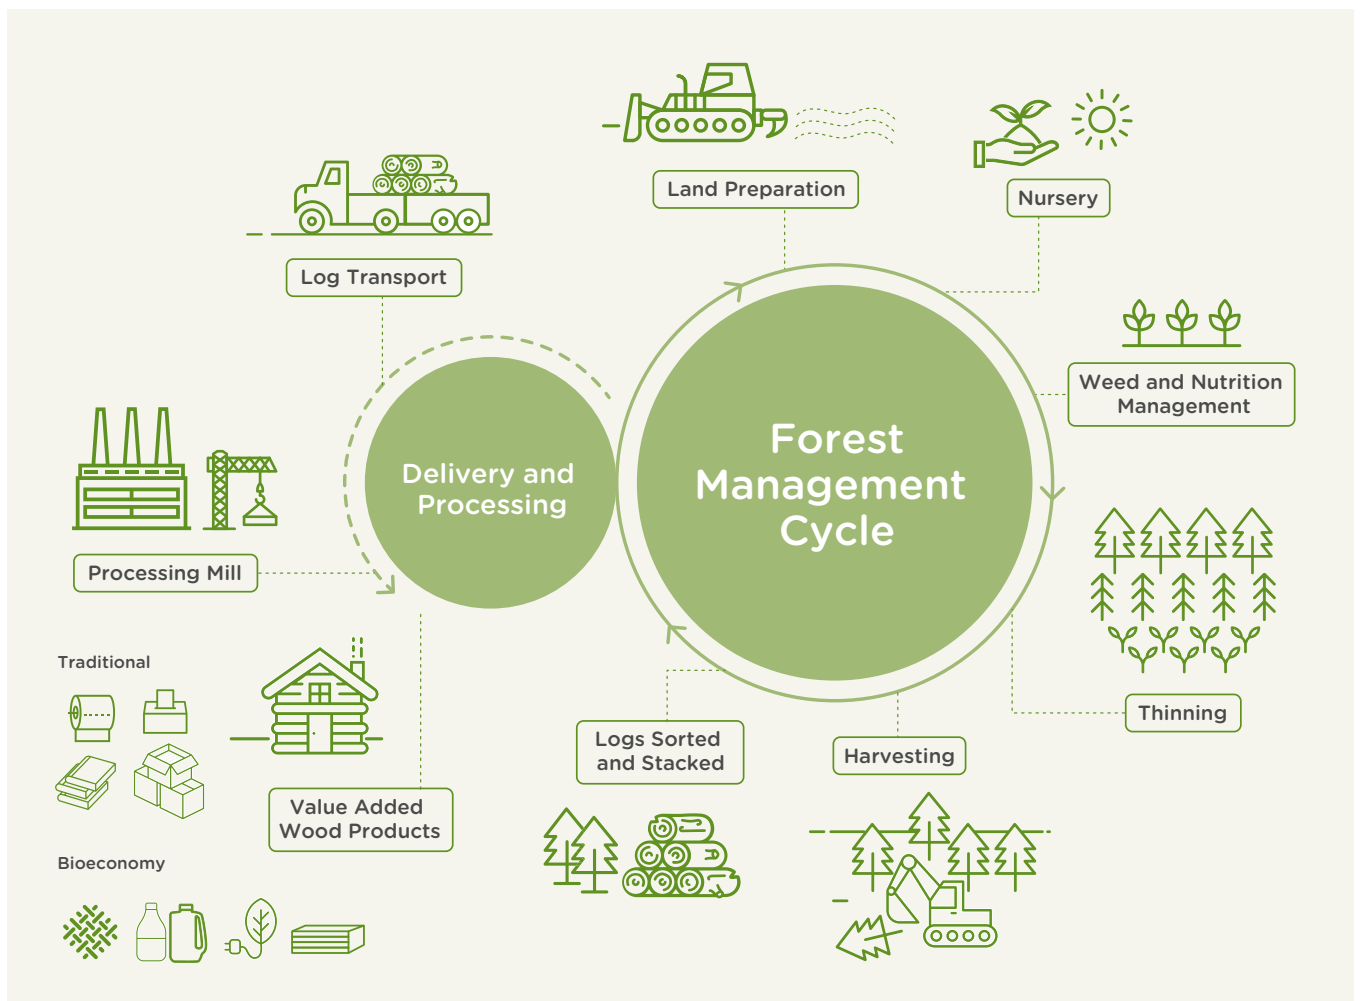 Land Preparation
Nursery
Log Transport
Weed and Nutrition
Management
Forest
Management
Cycle
Delivery and
Processing
Processing Mill
Thinning
Logs Sorted
and Stacked
Harvesting
Traditional
Value Added
Wood Products
Bioeconomy